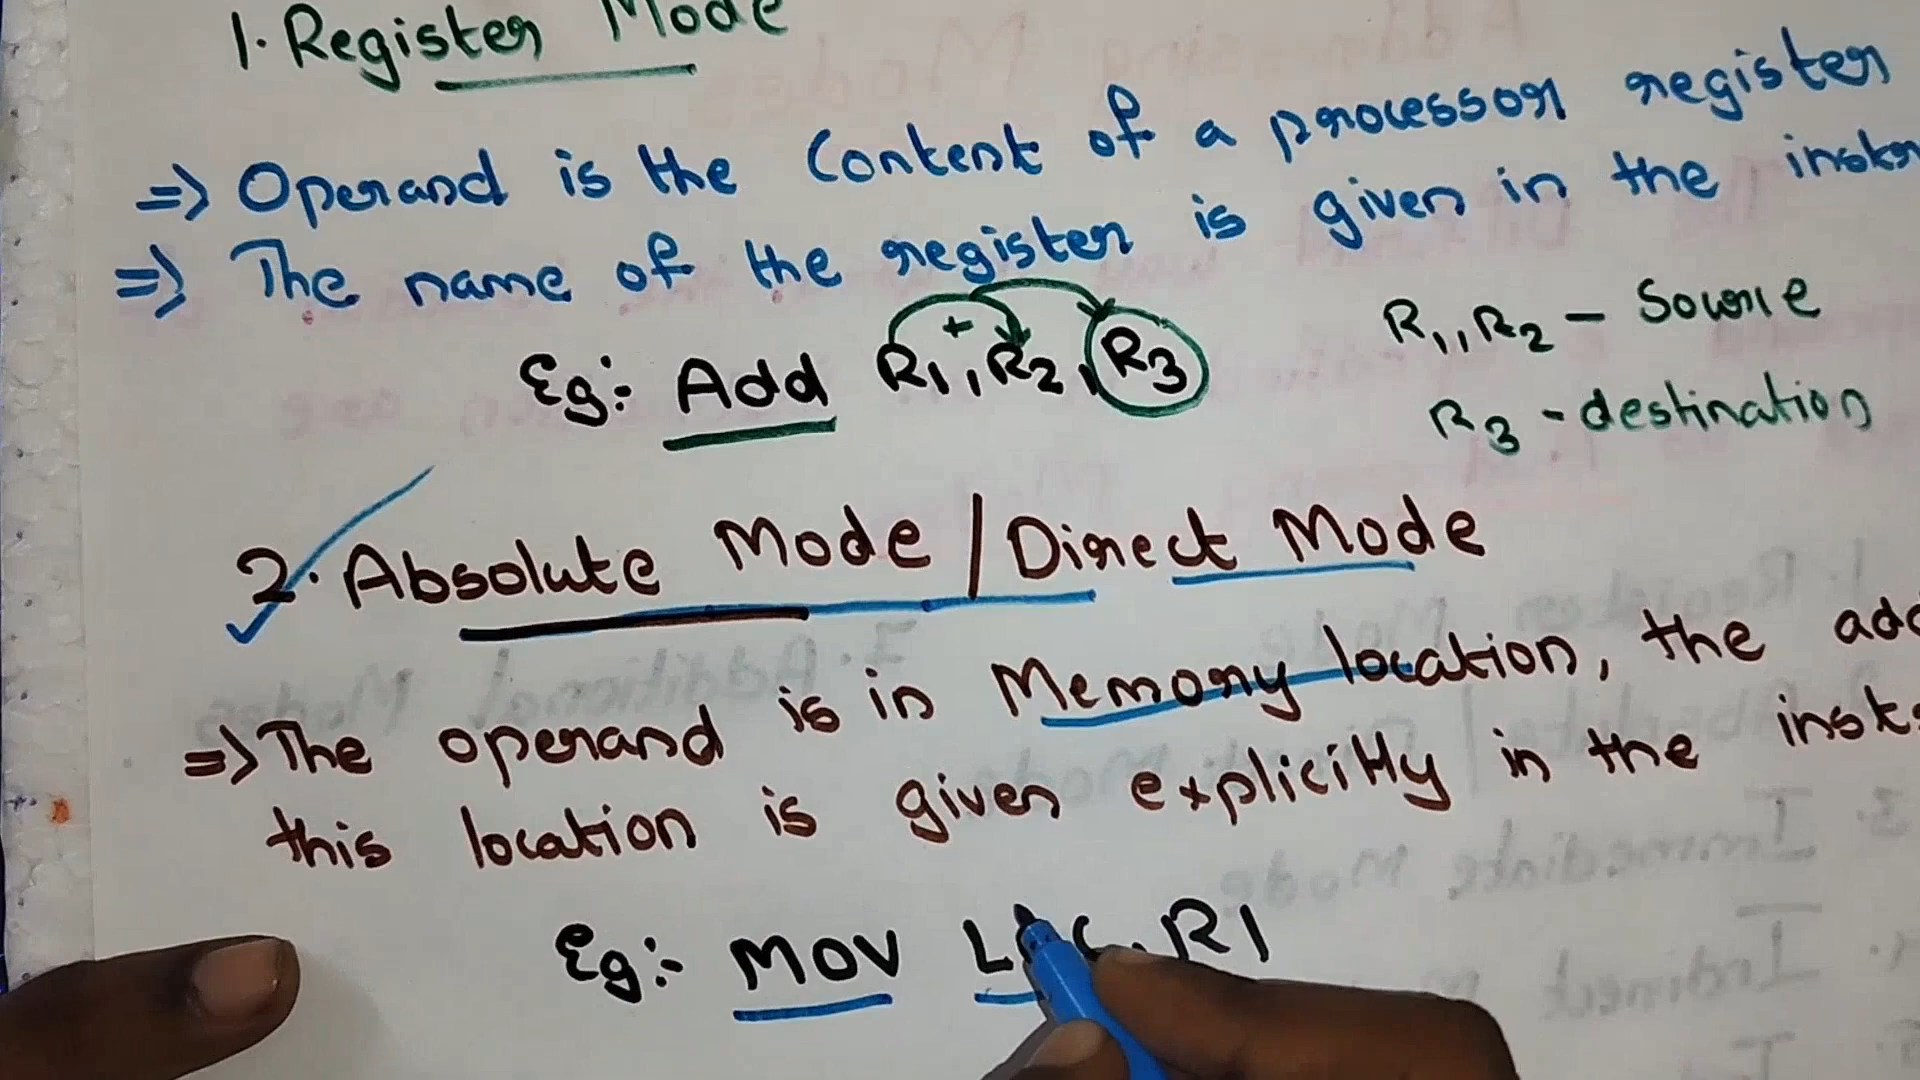 1. Register Mode
=> Operand is the Content of a processor register
=> The name of the register is given in the
Eg:- Add R1, R2, R3
+
R1, R2 - Source
R3 - destination
2. Absolute Mode / Direct Mode
=> The operand is in Memory location, the
this location is given explicitly in the
Eg:- MOV LOC, R1